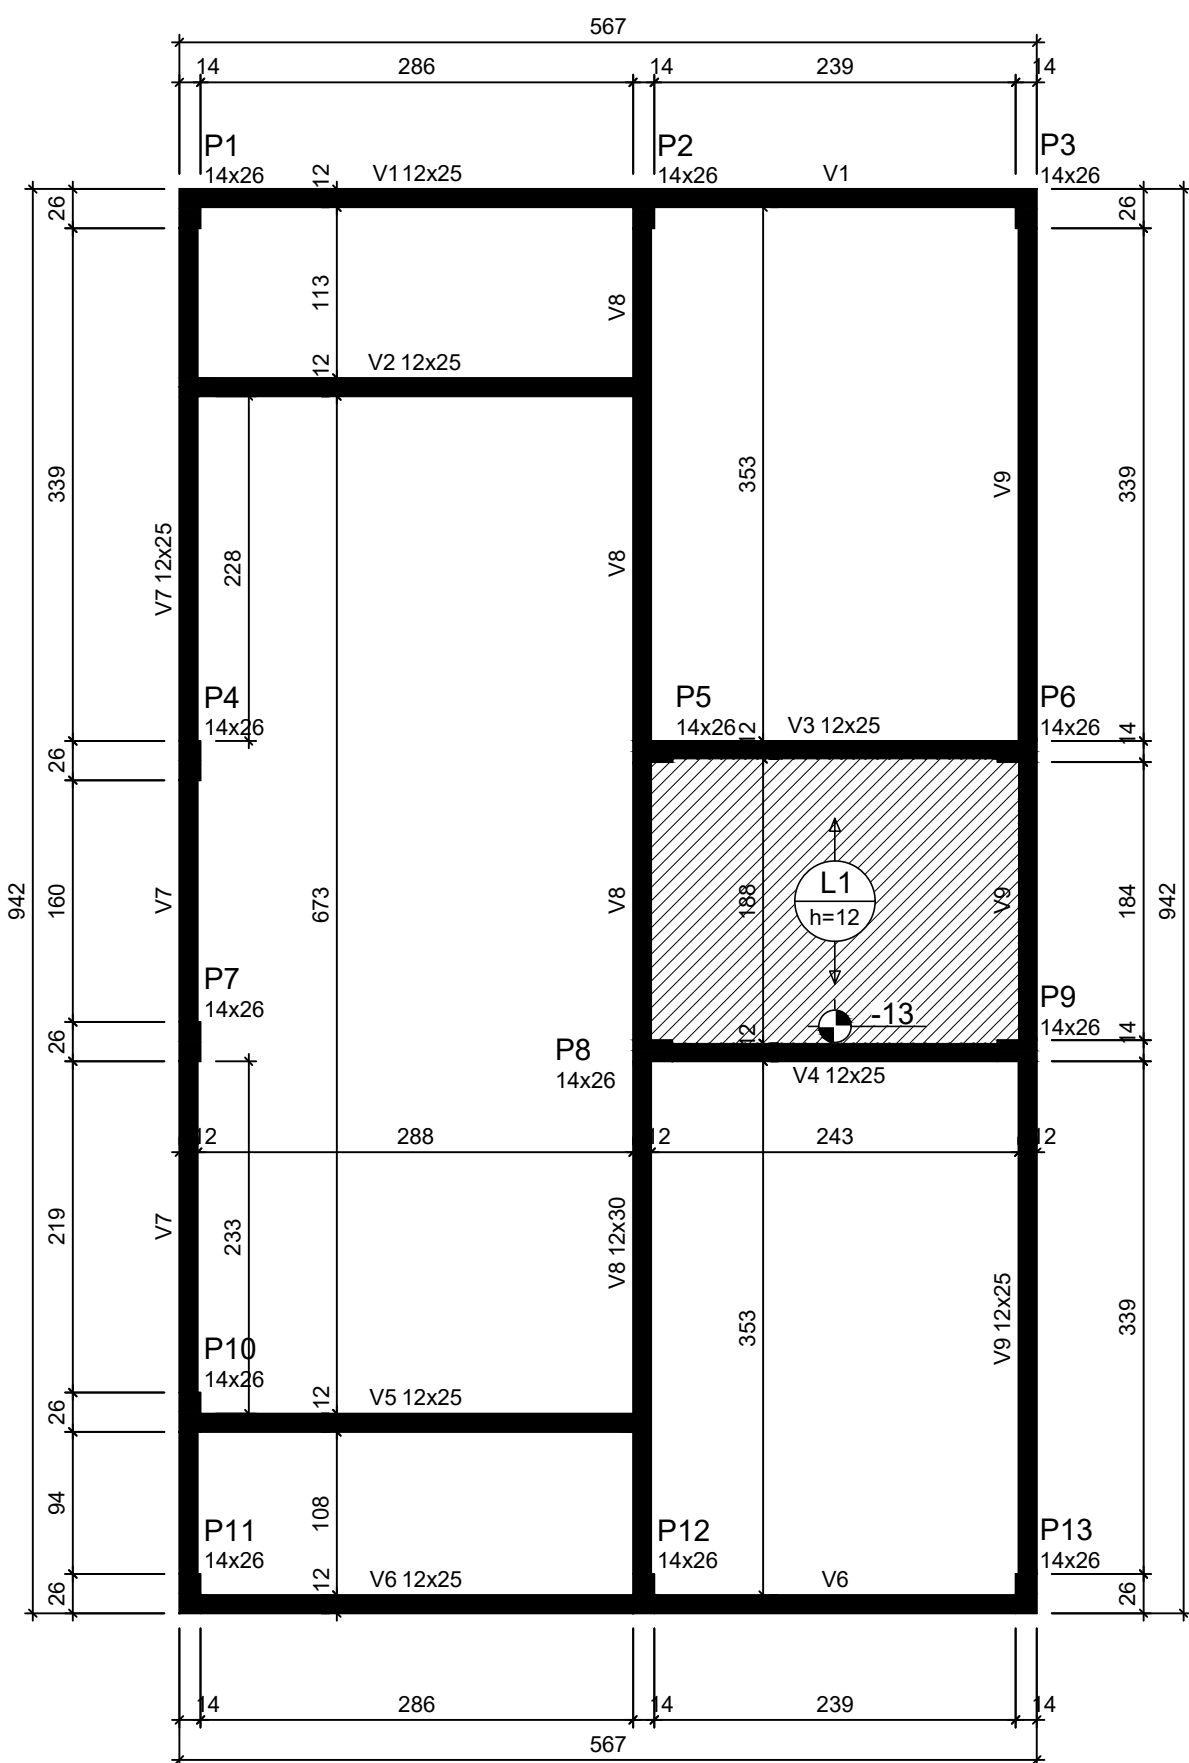 567
14 286 14 239 14
P1 P2 P3
14x26 12 V112x25 14x26 V1 14x26
26 26
113 V8
12 V2 12x25
339 353 V9 339
V7 12x25 228 V8
P4 P5 P6
14x26 14x26 12 V3 12x25 14x26 14
26
942 160 V7 673 V8 188 L1 V9 184 942
h=12
P7 P9
14x26 12 -13 14x26 14
26 P8
14x26 V4 12x25
12 288 12 243 12
219 V7 233 V8 12x30
353 V9 12x25 339
P10
14x26
26 12 V5 12x25
94 108
P11 P12 P13
14x26 14x26 14x26
26 12 V6 12x25 V6 26
14 286 14 239 14
567